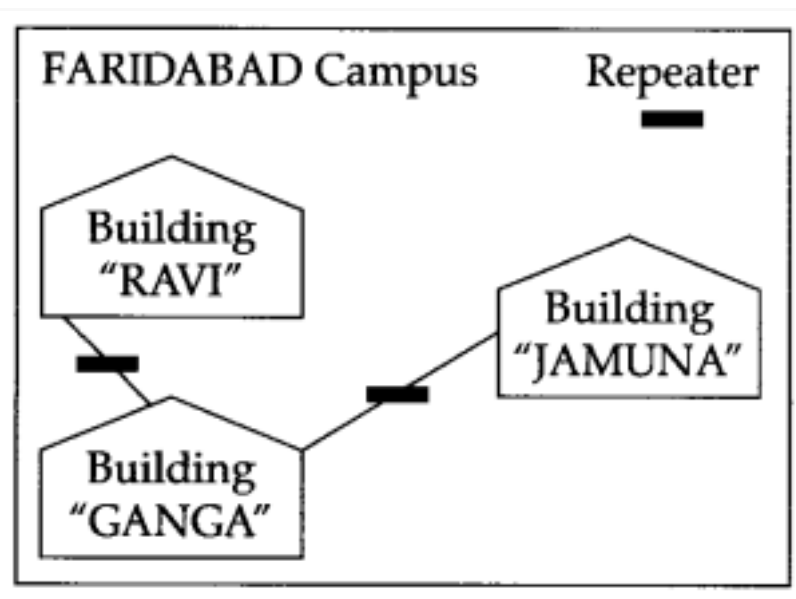 FARIDABAD Campus
Repeater
Building
"RAVI"
Building
"JAMUNA"
Building
"GANGA"